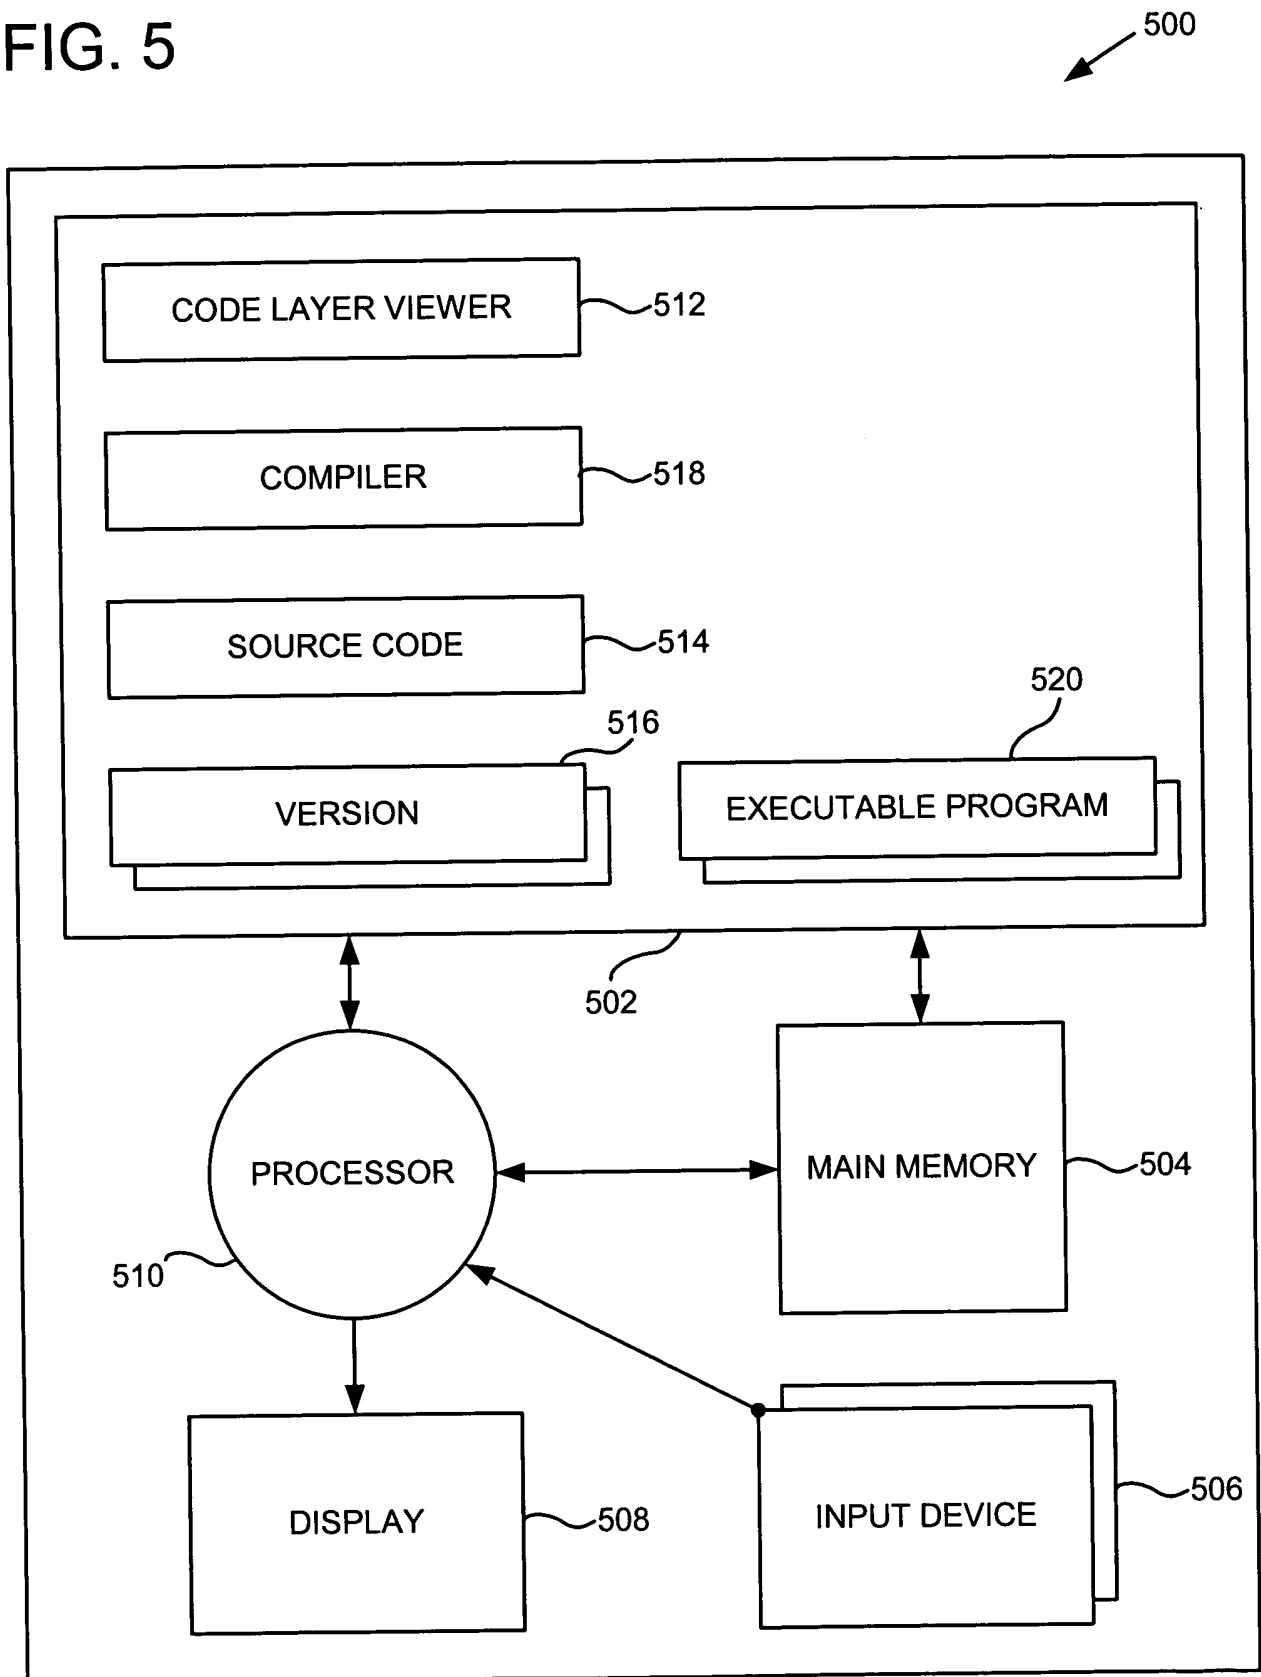 FIG. 5
500
CODE LAYER VIEWER
512
COMPILER
518
SOURCE CODE
514
520
516
VERSION
EXECUTABLE PROGRAM
502
PROCESSOR
MAIN MEMORY
504
510
DISPLAY
508
INPUT DEVICE
506